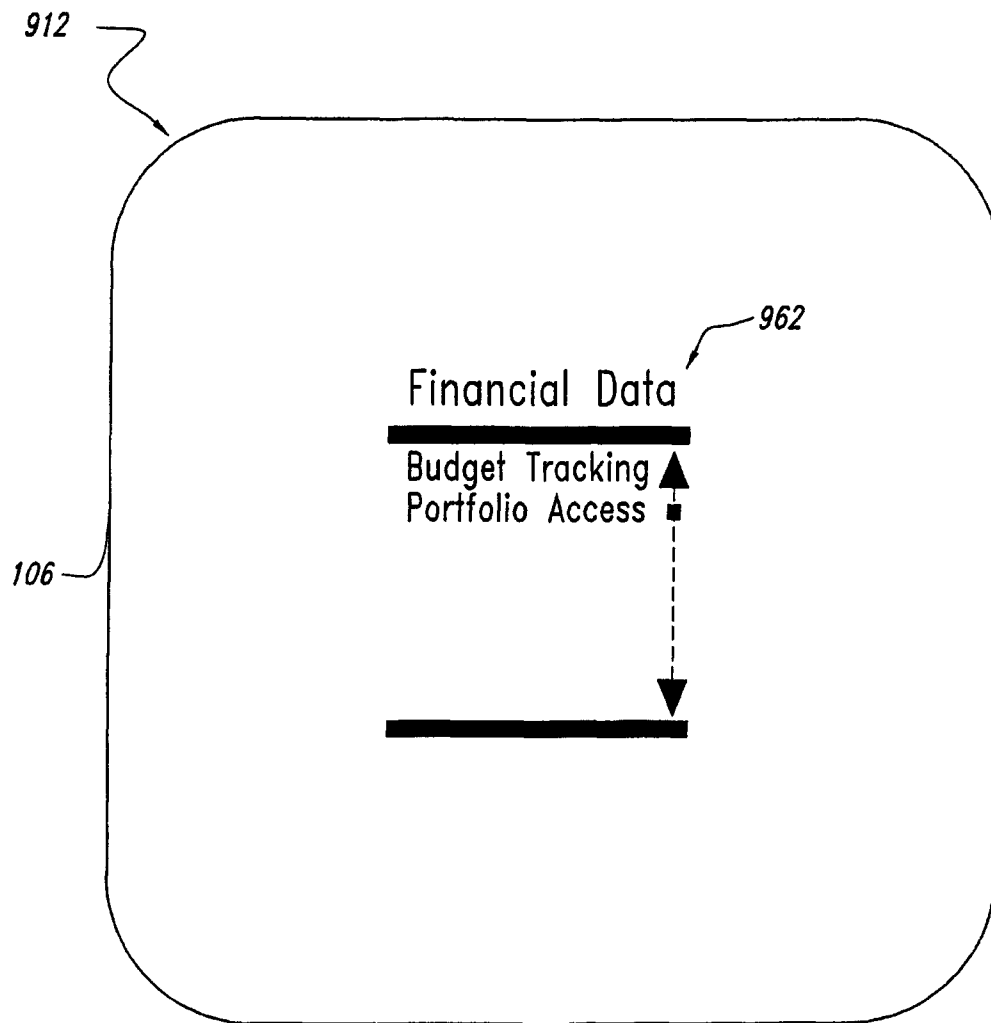 912
962
Financial Data
Budget Tracking
Portfolio Access
106